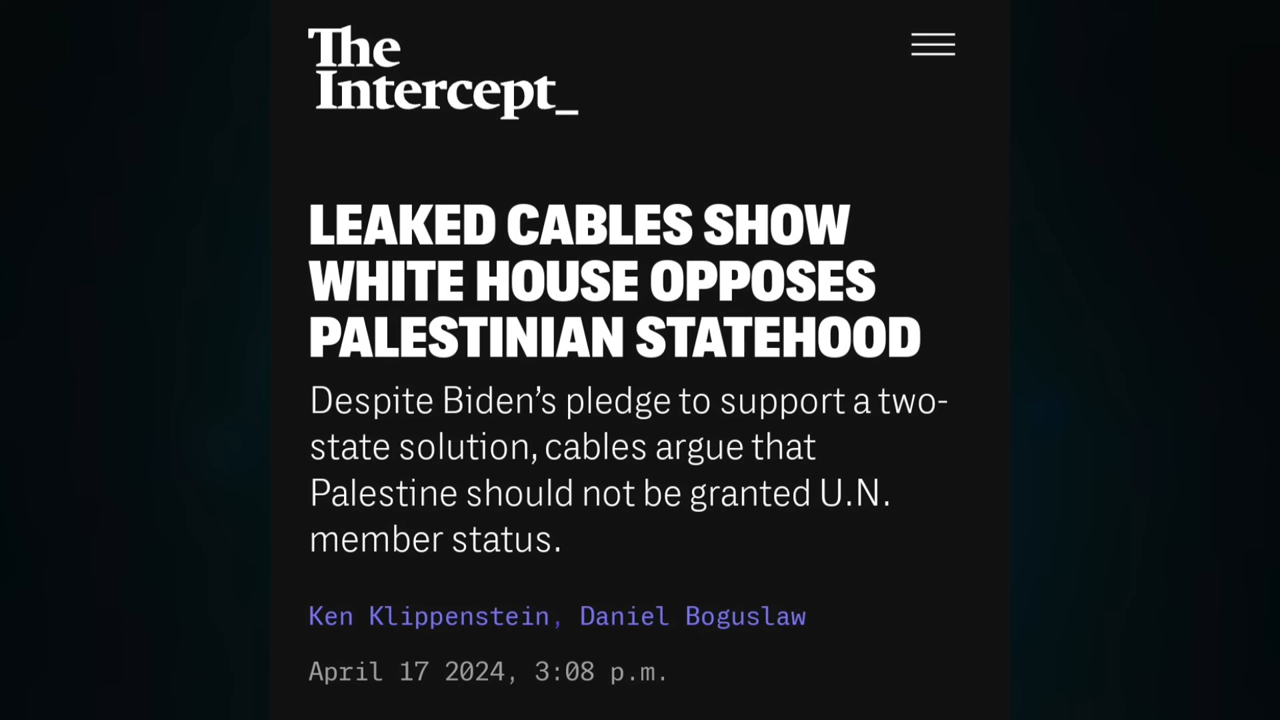 The
Intercept_
LEAKED CABLES SHOW
WHITE HOUSE OPPOSES
PALESTINIAN STATEHOOD
Despite Biden’s pledge to support a two-
state solution, cables argue that
Palestine should not be granted U.N.
member status.
Ken Klippenstein, Daniel Boguslaw
April 17 2024, 3:08 p.m.